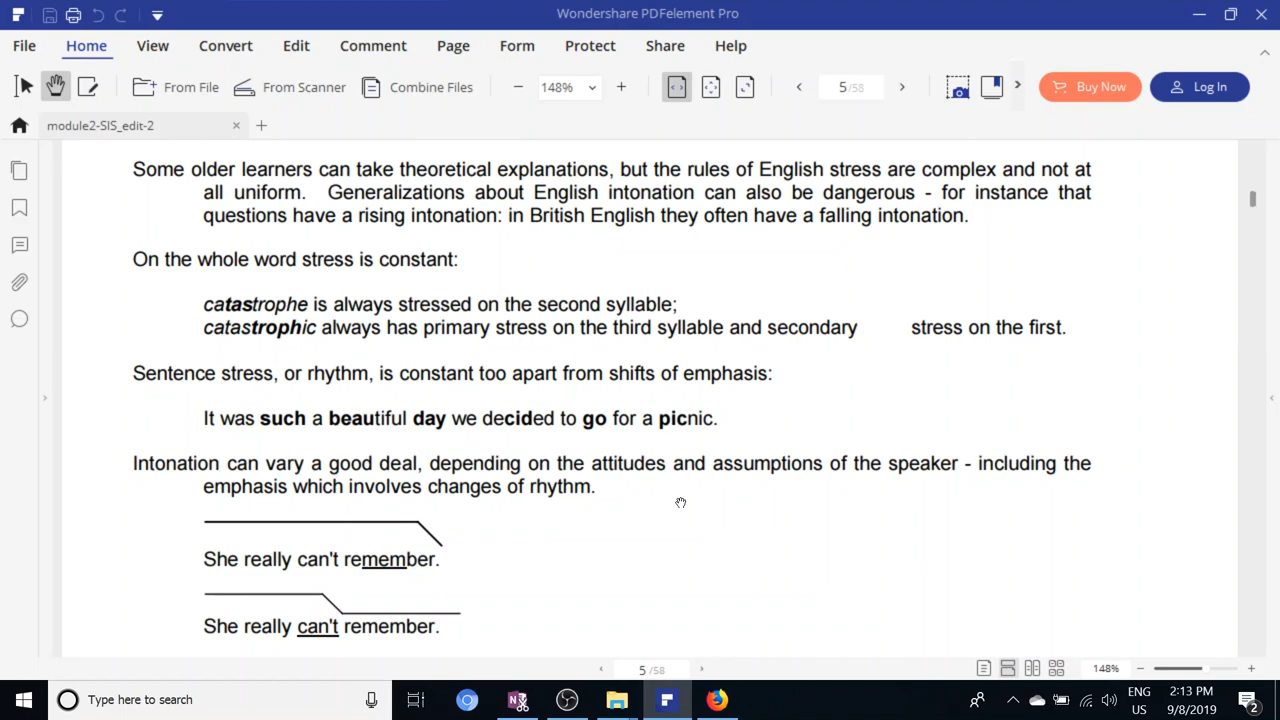 Wondershare PDFelement Pro
File Home View Convert Edit Comment Page Form Protect Share Help
From File From Scanner Combine Files 148% 5/58 Buy Now Log In
module2-SIS_edit-2
Some older learners can take theoretical explanations, but the rules of English stress are complex and not at
all uniform. Generalizations about English intonation can also be dangerous - for instance that
questions have a rising intonation: in British English they often have a falling intonation.
On the whole word stress is constant:
catastrophe is always stressed on the second syllable;
catastrophic always has primary stress on the third syllable and secondary stress on the first.
Sentence stress, or rhythm, is constant too apart from shifts of emphasis:
It was such a beautiful day we decided to go for a picnic.
Intonation can vary a good deal, depending on the attitudes and assumptions of the speaker - including the
emphasis which involves changes of rhythm.
She really can't remember.
She really can't remember.
5/58 148%
Type here to search
ENG 2:13 PM
US 9/8/2019 2